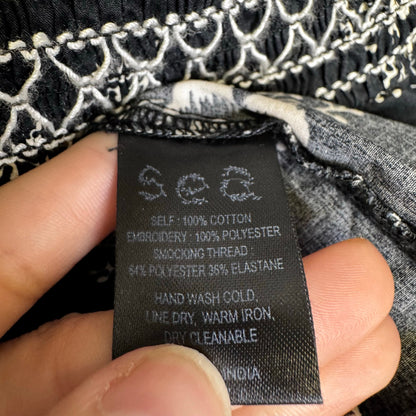 SeQ
SELF : 100% COTTON
EMBROIDERY : 100% POLYESTER
SMOCKING THREAD :
64% POLYESTER 36% ELASTANE
HAND WASH COLD,
LINE DRY, WARM IRON,
DRY CLEANABLE
INDIA